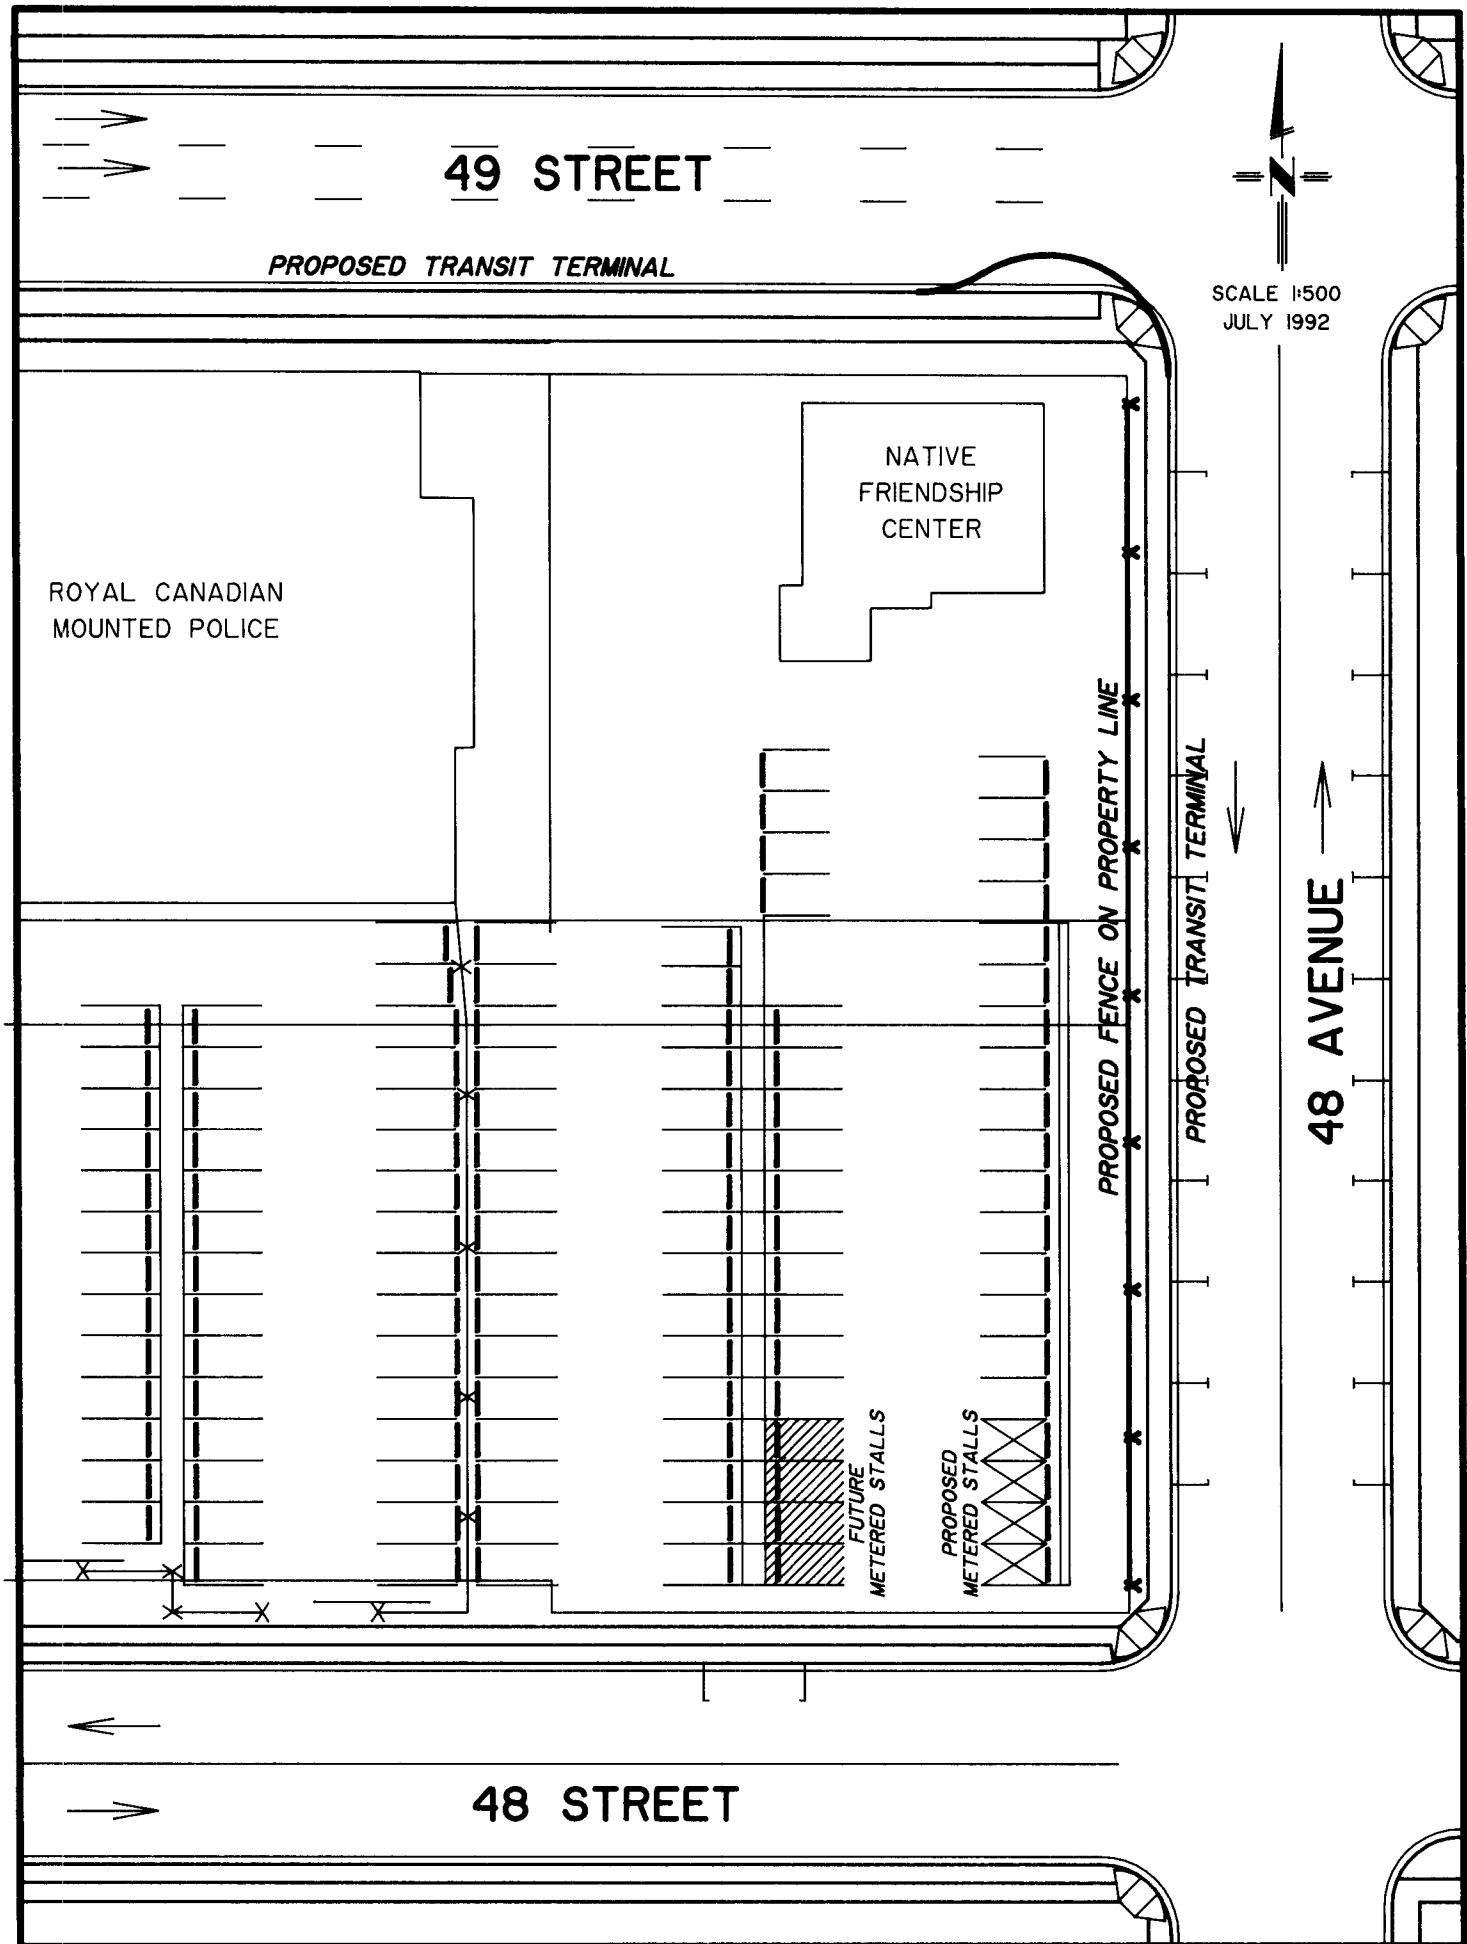 49 STREET
N
PROPOSED TRANSIT TERMINAL
SCALE 1:500
JULY 1992
NATIVE
FRIENDSHIP
CENTER
ROYAL CANADIAN
MOUNTED POLICE
PROPOSED FENCE ON PROPERTY LINE
PROPOSED TRANSIT TERMINAL
48 AVENUE
FUTURE
METERED STALLS
PROPOSED
METERED STALLS
48 STREET